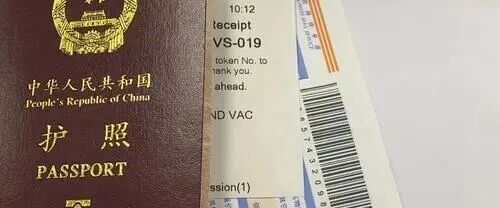 中华人民共和国
People's Republic of China
护照
PASSPORT
10:12
Receipt
VS-019
token No. to
hank you.
ahead.
ND VAC
ssion(1)